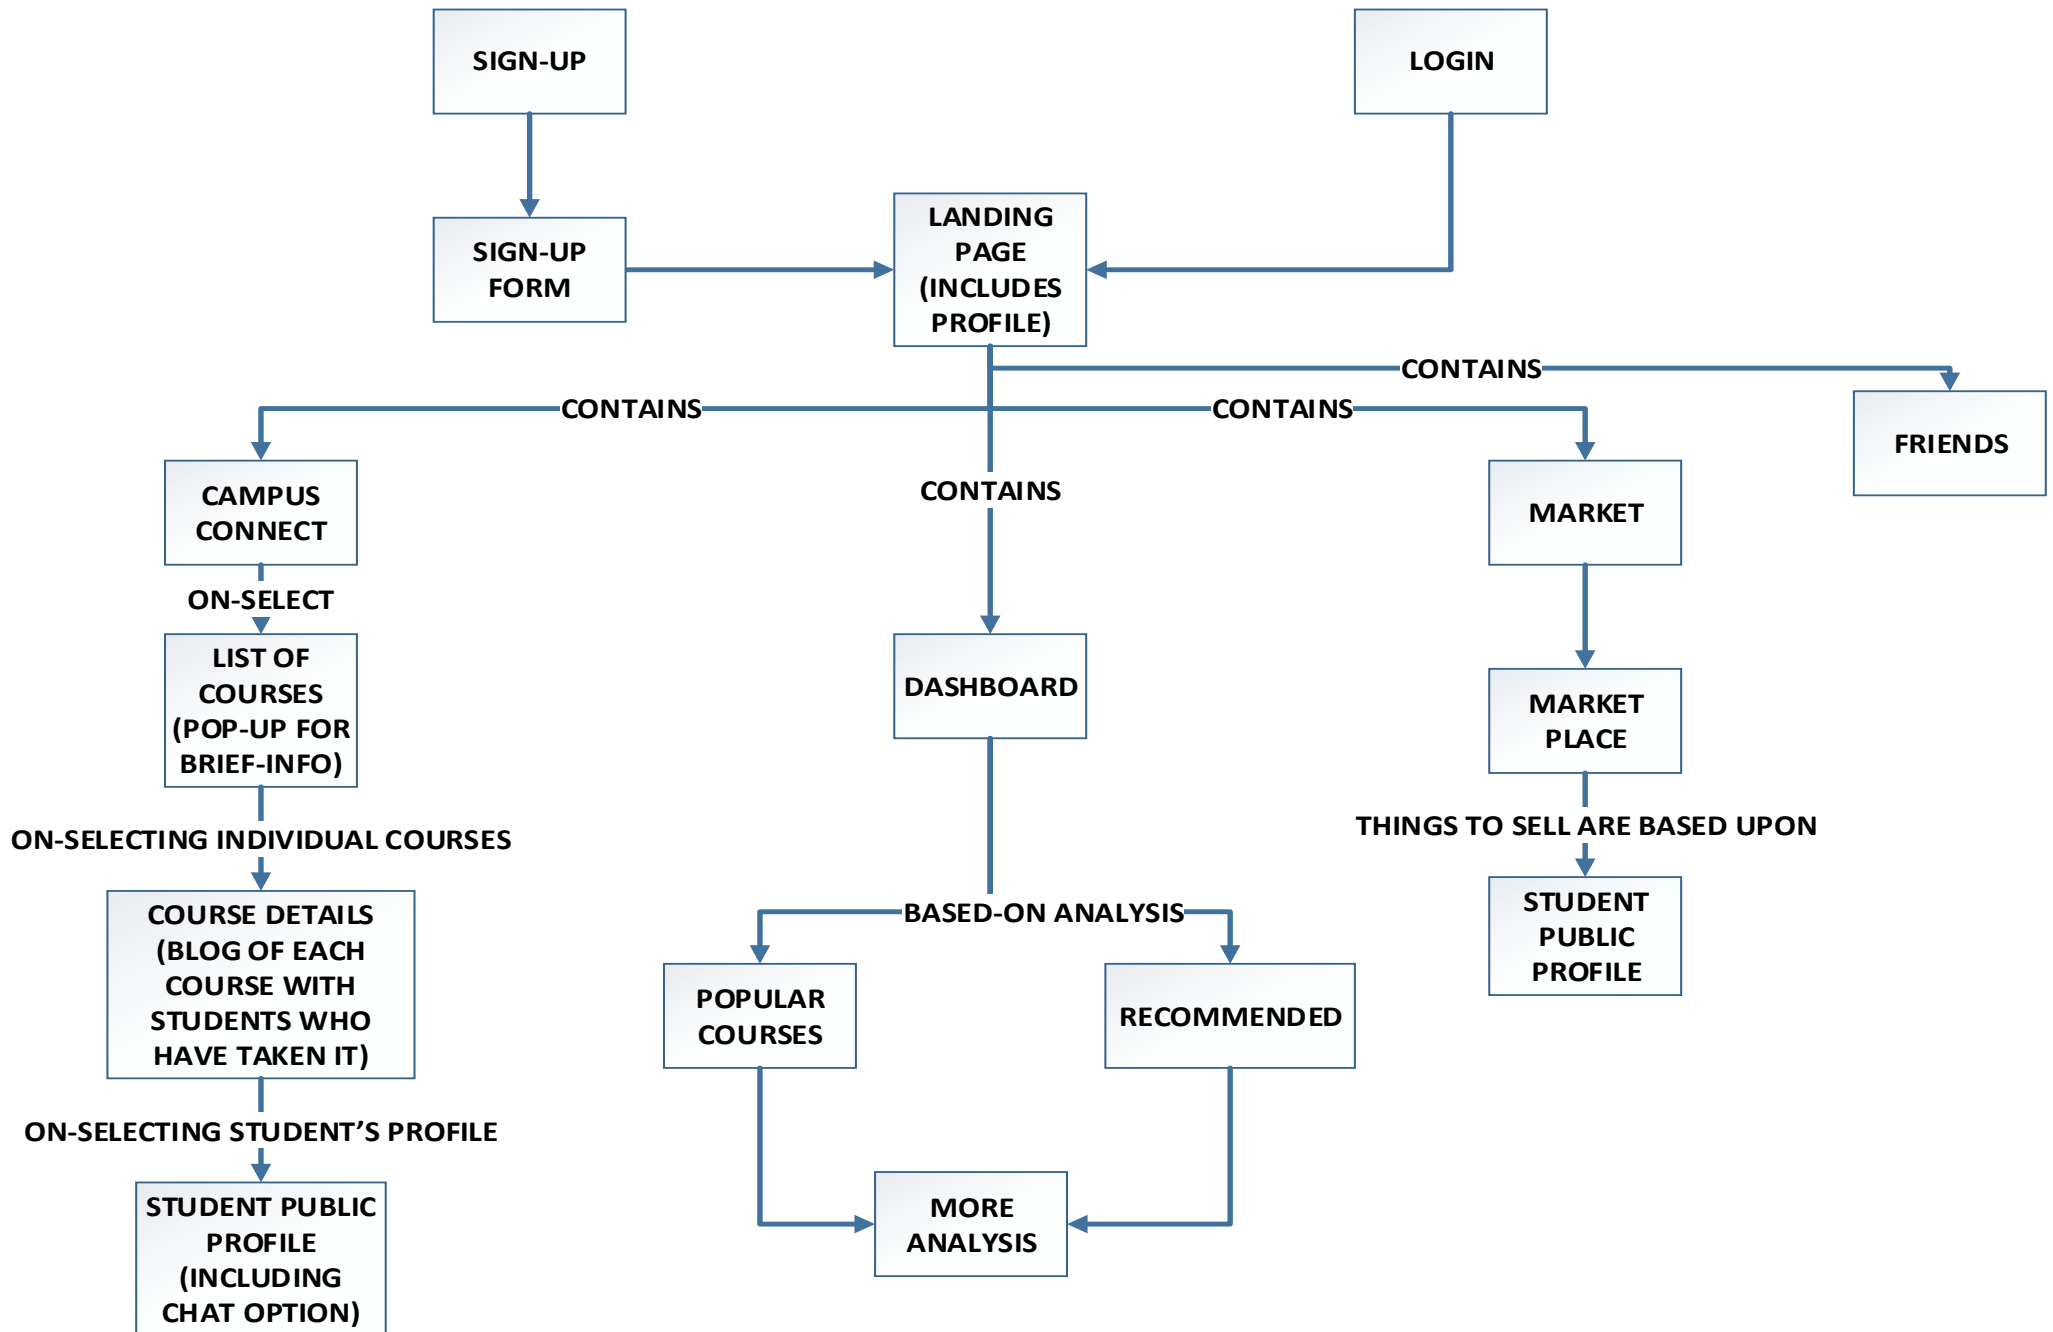 SIGN-UP
LOGIN
SIGN-UP
FORM
LANDING
PAGE
(INCLUDES
PROFILE)
CONTAINS
CONTAINS
CONTAINS
FRIENDS
CAMPUS
CONNECT
CONTAINS
MARKET
ON-SELECT
LIST OF
COURSES
(POP-UP FOR
BRIEF-INFO)
DASHBOARD
MARKET
PLACE
ON-SELECTING INDIVIDUAL COURSES
THINGS TO SELL ARE BASED UPON
COURSE DETAILS
(BLOG OF EACH
COURSE WITH
STUDENTS WHO
HAVE TAKEN IT)
BASED-ON ANALYSIS
STUDENT
PUBLIC
PROFILE
POPULAR
COURSES
RECOMMENDED
ON-SELECTING STUDENT’S PROFILE
STUDENT PUBLIC
PROFILE
(INCLUDING
CHAT OPTION)
MORE
ANALYSIS